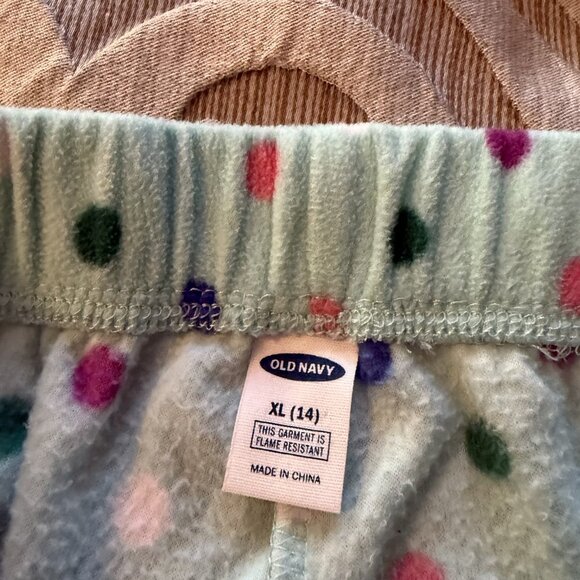 OLD NAVY
XL (14)
THIS GARMENT IS
FLAME RESISTANT
MADE IN CHINA